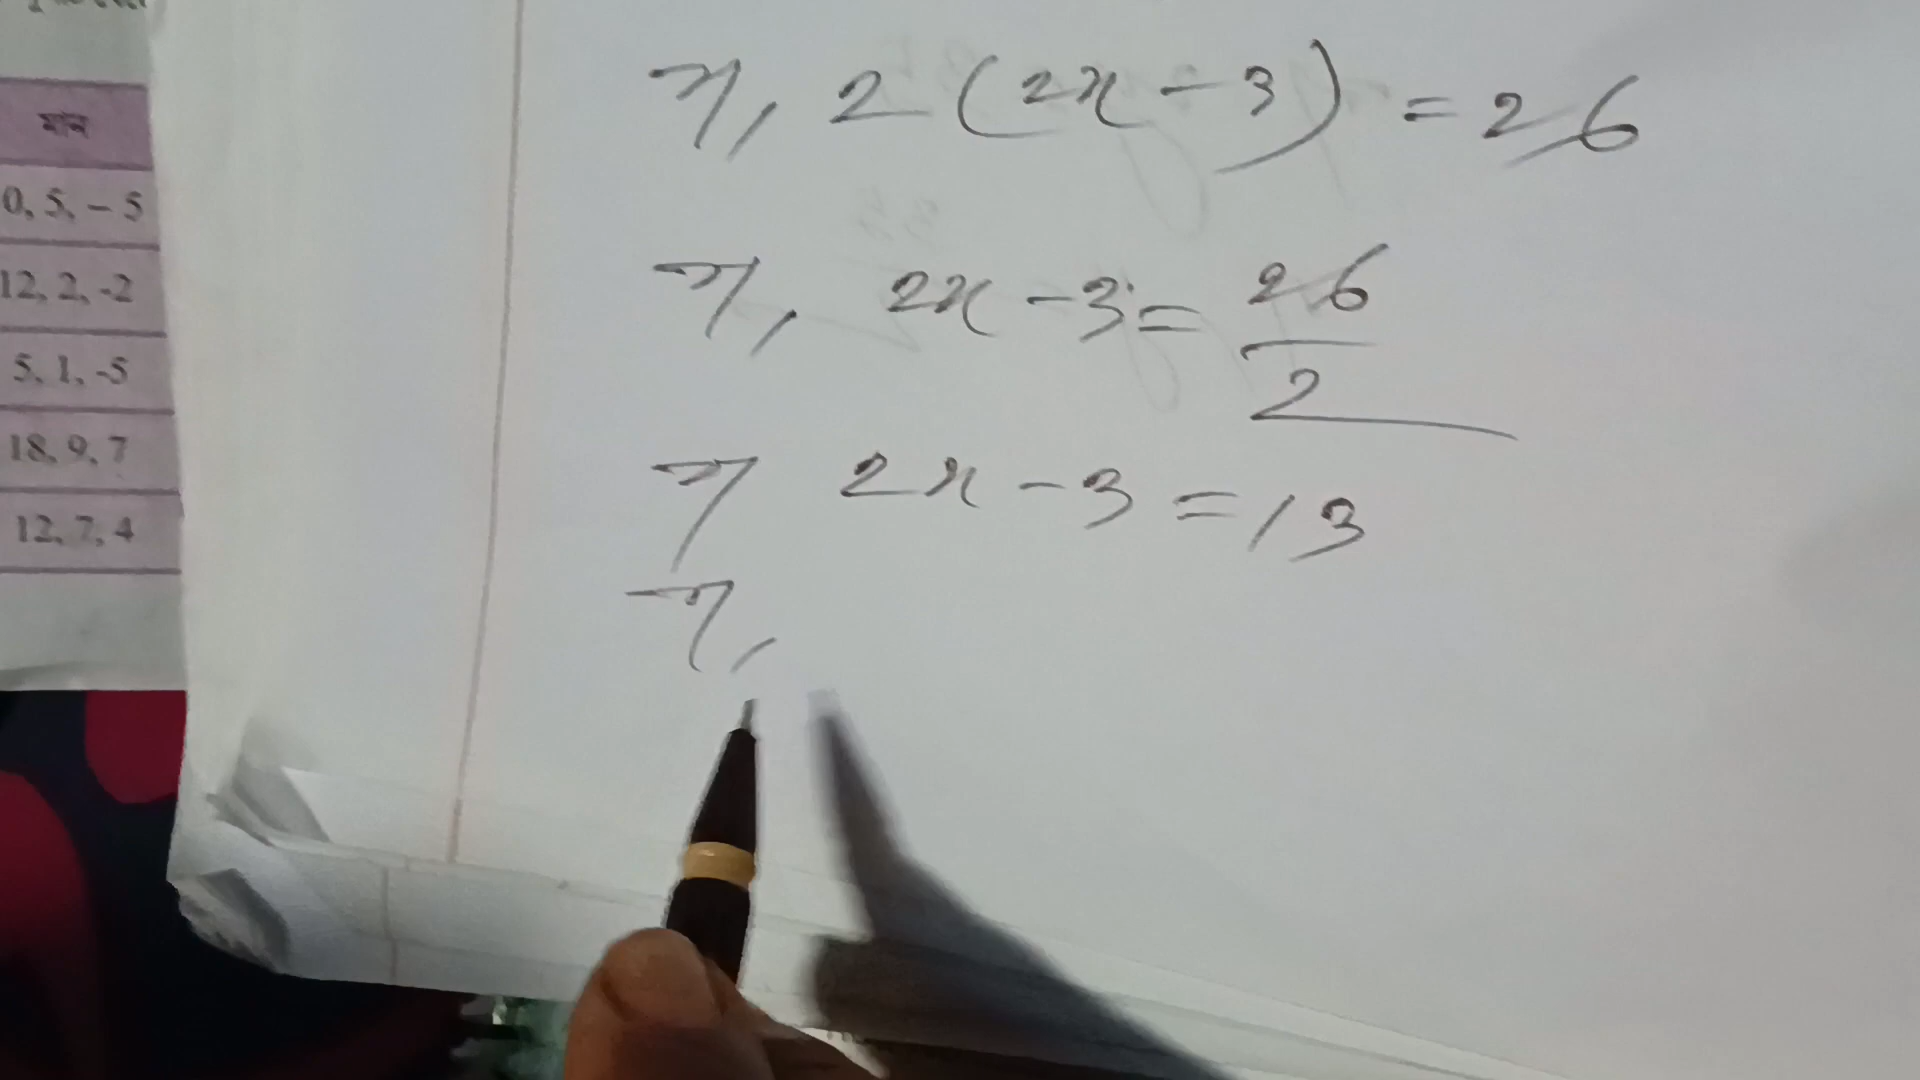 মান
0, 5, – 5
12, 2, -2
5, 1, -5
18, 9, 7
12, 7, 4
বা, 2 (2x – 3) = 26
বা, 2x – 3 = 26/2
বা 2x – 3 = 13
বা,